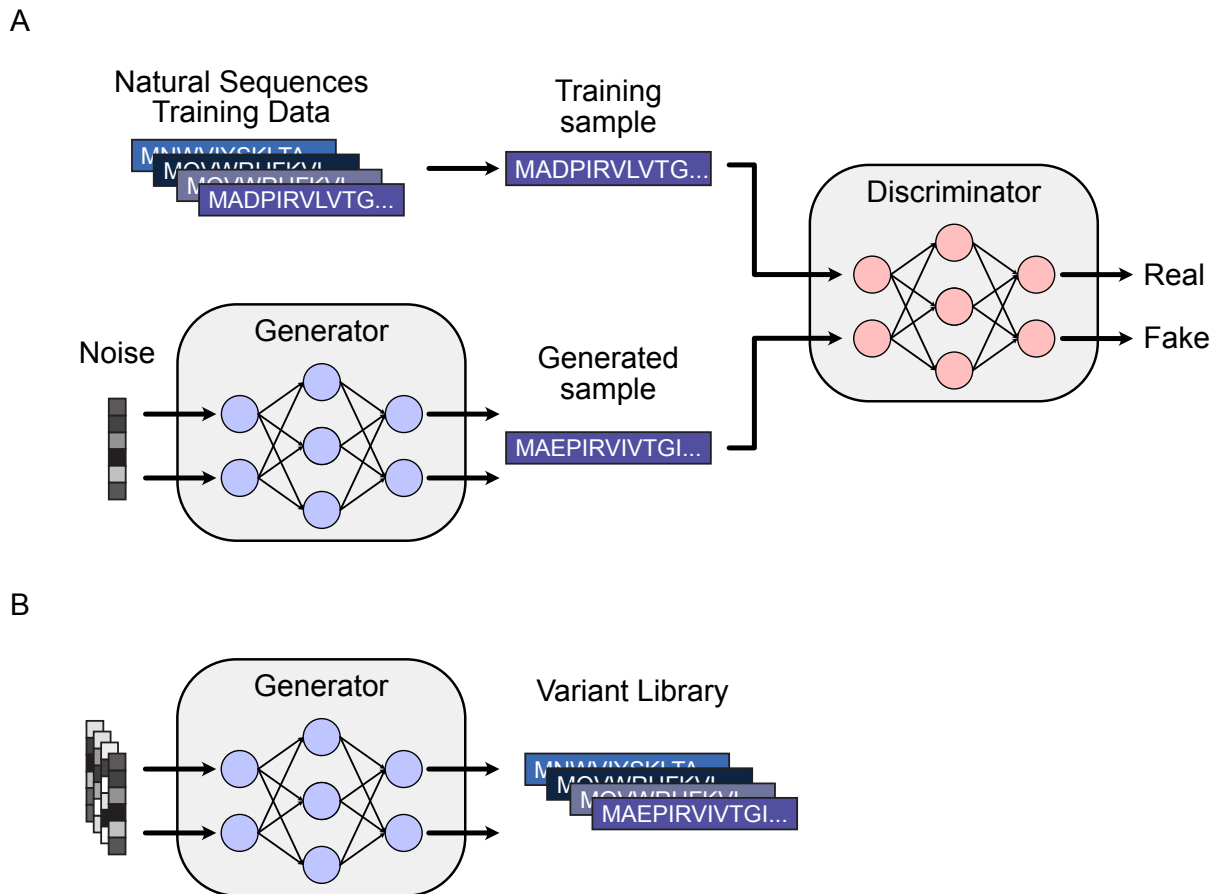 A
Natural Sequences
Training Data
MADPIRVLVTG...
Training
sample
MADPIRVLVTG...
Discriminator
Real
Fake
Noise
Generator
Generated
sample
MAEPIRVIVTGI...
B
Generator
Variant Library
MAEPIRVIVTGI...